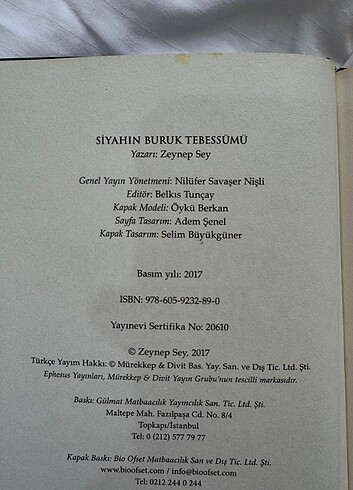 SİYAHIN BURUK TEBESSÜMÜ
Yazarı: Zeynep Sey
Genel Yayın Yönetmeni: Nilüfer Savaşer Nişli
Editör: Belkıs Tunçay
Kapak Modeli: Öykü Berkan
Sayfa Tasarım: Adem Şenel
Kapak Tasarım: Selim Büyükgüner
Basım yılı: 2017
ISBN: 978-605-9232-89-0
Yayınevi Sertifika No: 20610
© Zeynep Sey, 2017
Türkçe Yayım Hakkı: © Mürekkep & Divit Bas. Yay. San. ve Dış Tic. Ltd. Şti.
Ephesus Yayınları, Mürekkep & Divit Yayın Grubu'nun tescilli markasıdır.
Baskı: Gülmat Matbaacılık Yayıncılık San. Tic. Ltd. Şti.
Maltepe Mah. Fazılpaşa Cd. No. 8/4
Topkapı/İstanbul
Tel: 0 (212) 577 79 77
Kapak Baskı: Bio Ofset Matbaacılık San ve Dış Tic. Ltd. Şti.
www.bioofset.com / info@bioofset.com
Tel: 0212 244 0 244